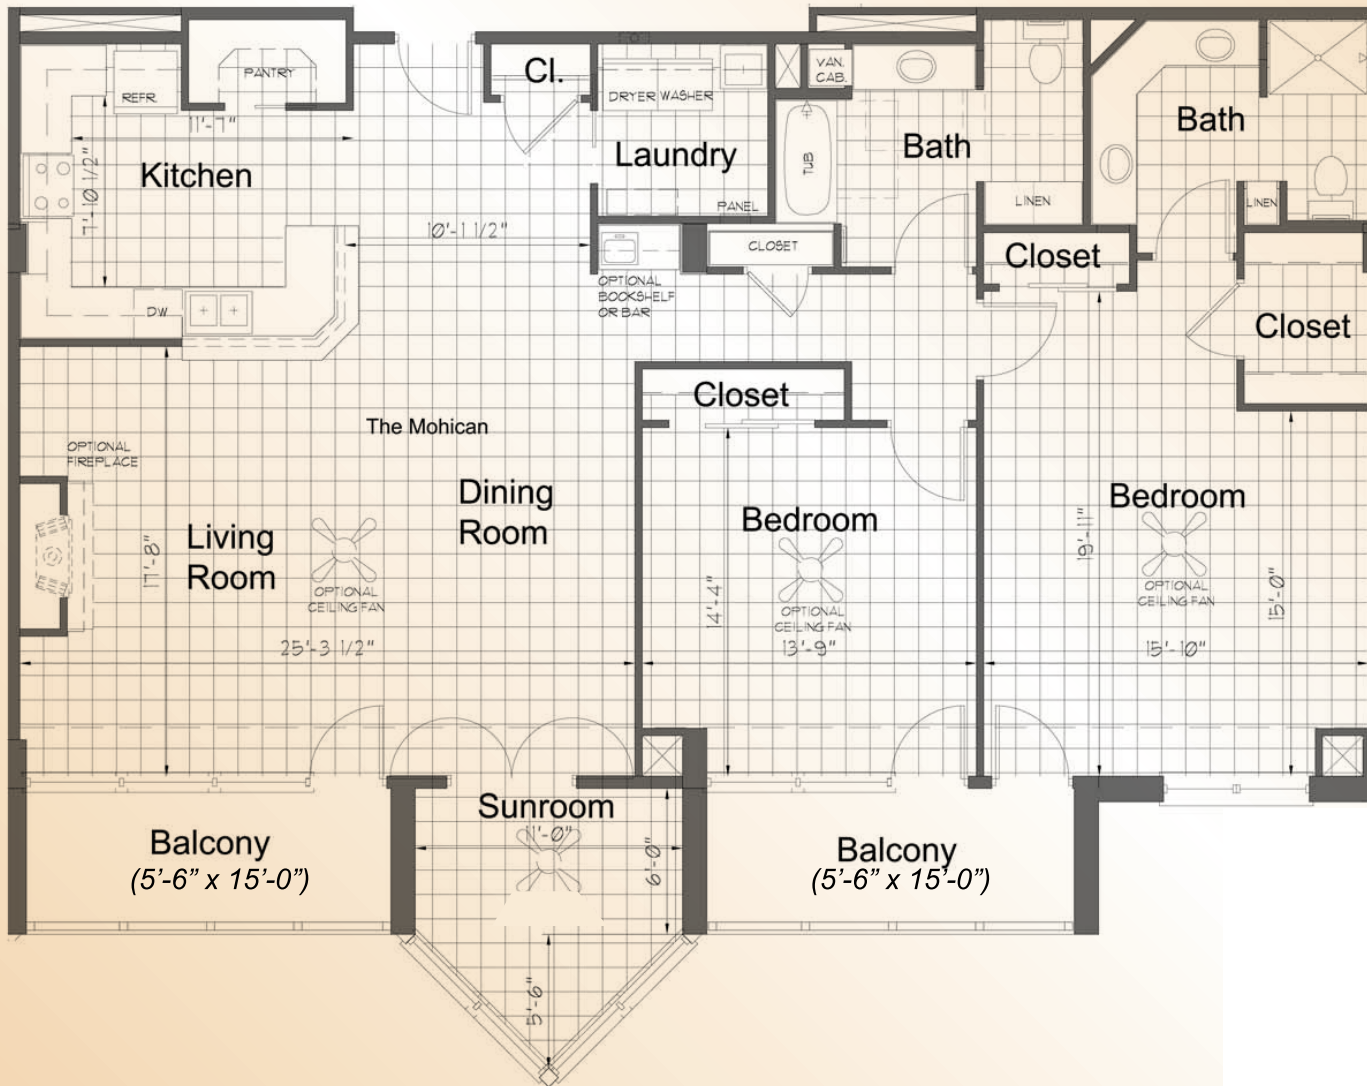 PANTRY
REFR.
11'-7"
7'-10 1/2"
Kitchen
DW
Cl.
DRYER WASHER
Laundry
PANEL
10'-1 1/2"
OPTIONAL
BOOKSHELF
OR BAR
VAN.
CAB.
TUB
Bath
LINEN
CLOSET
Closet
Bath
LINEN
Closet
The Mohican
OPTIONAL
FIREPLACE
Living
Room
17'-8"
OPTIONAL
CEILING FAN
25'-3 1/2"
Dining
Room
Closet
Bedroom
14'-4"
OPTIONAL
CEILING FAN
13'-9"
Bedroom
19'-11"
OPTIONAL
CEILING FAN
15'-0"
15'-10"
Balcony
(5'-6” x 15’-0”)
Sunroom
11'-0"
6'-0"
5'-6"
Balcony
(5'-6” x 15’-0”)